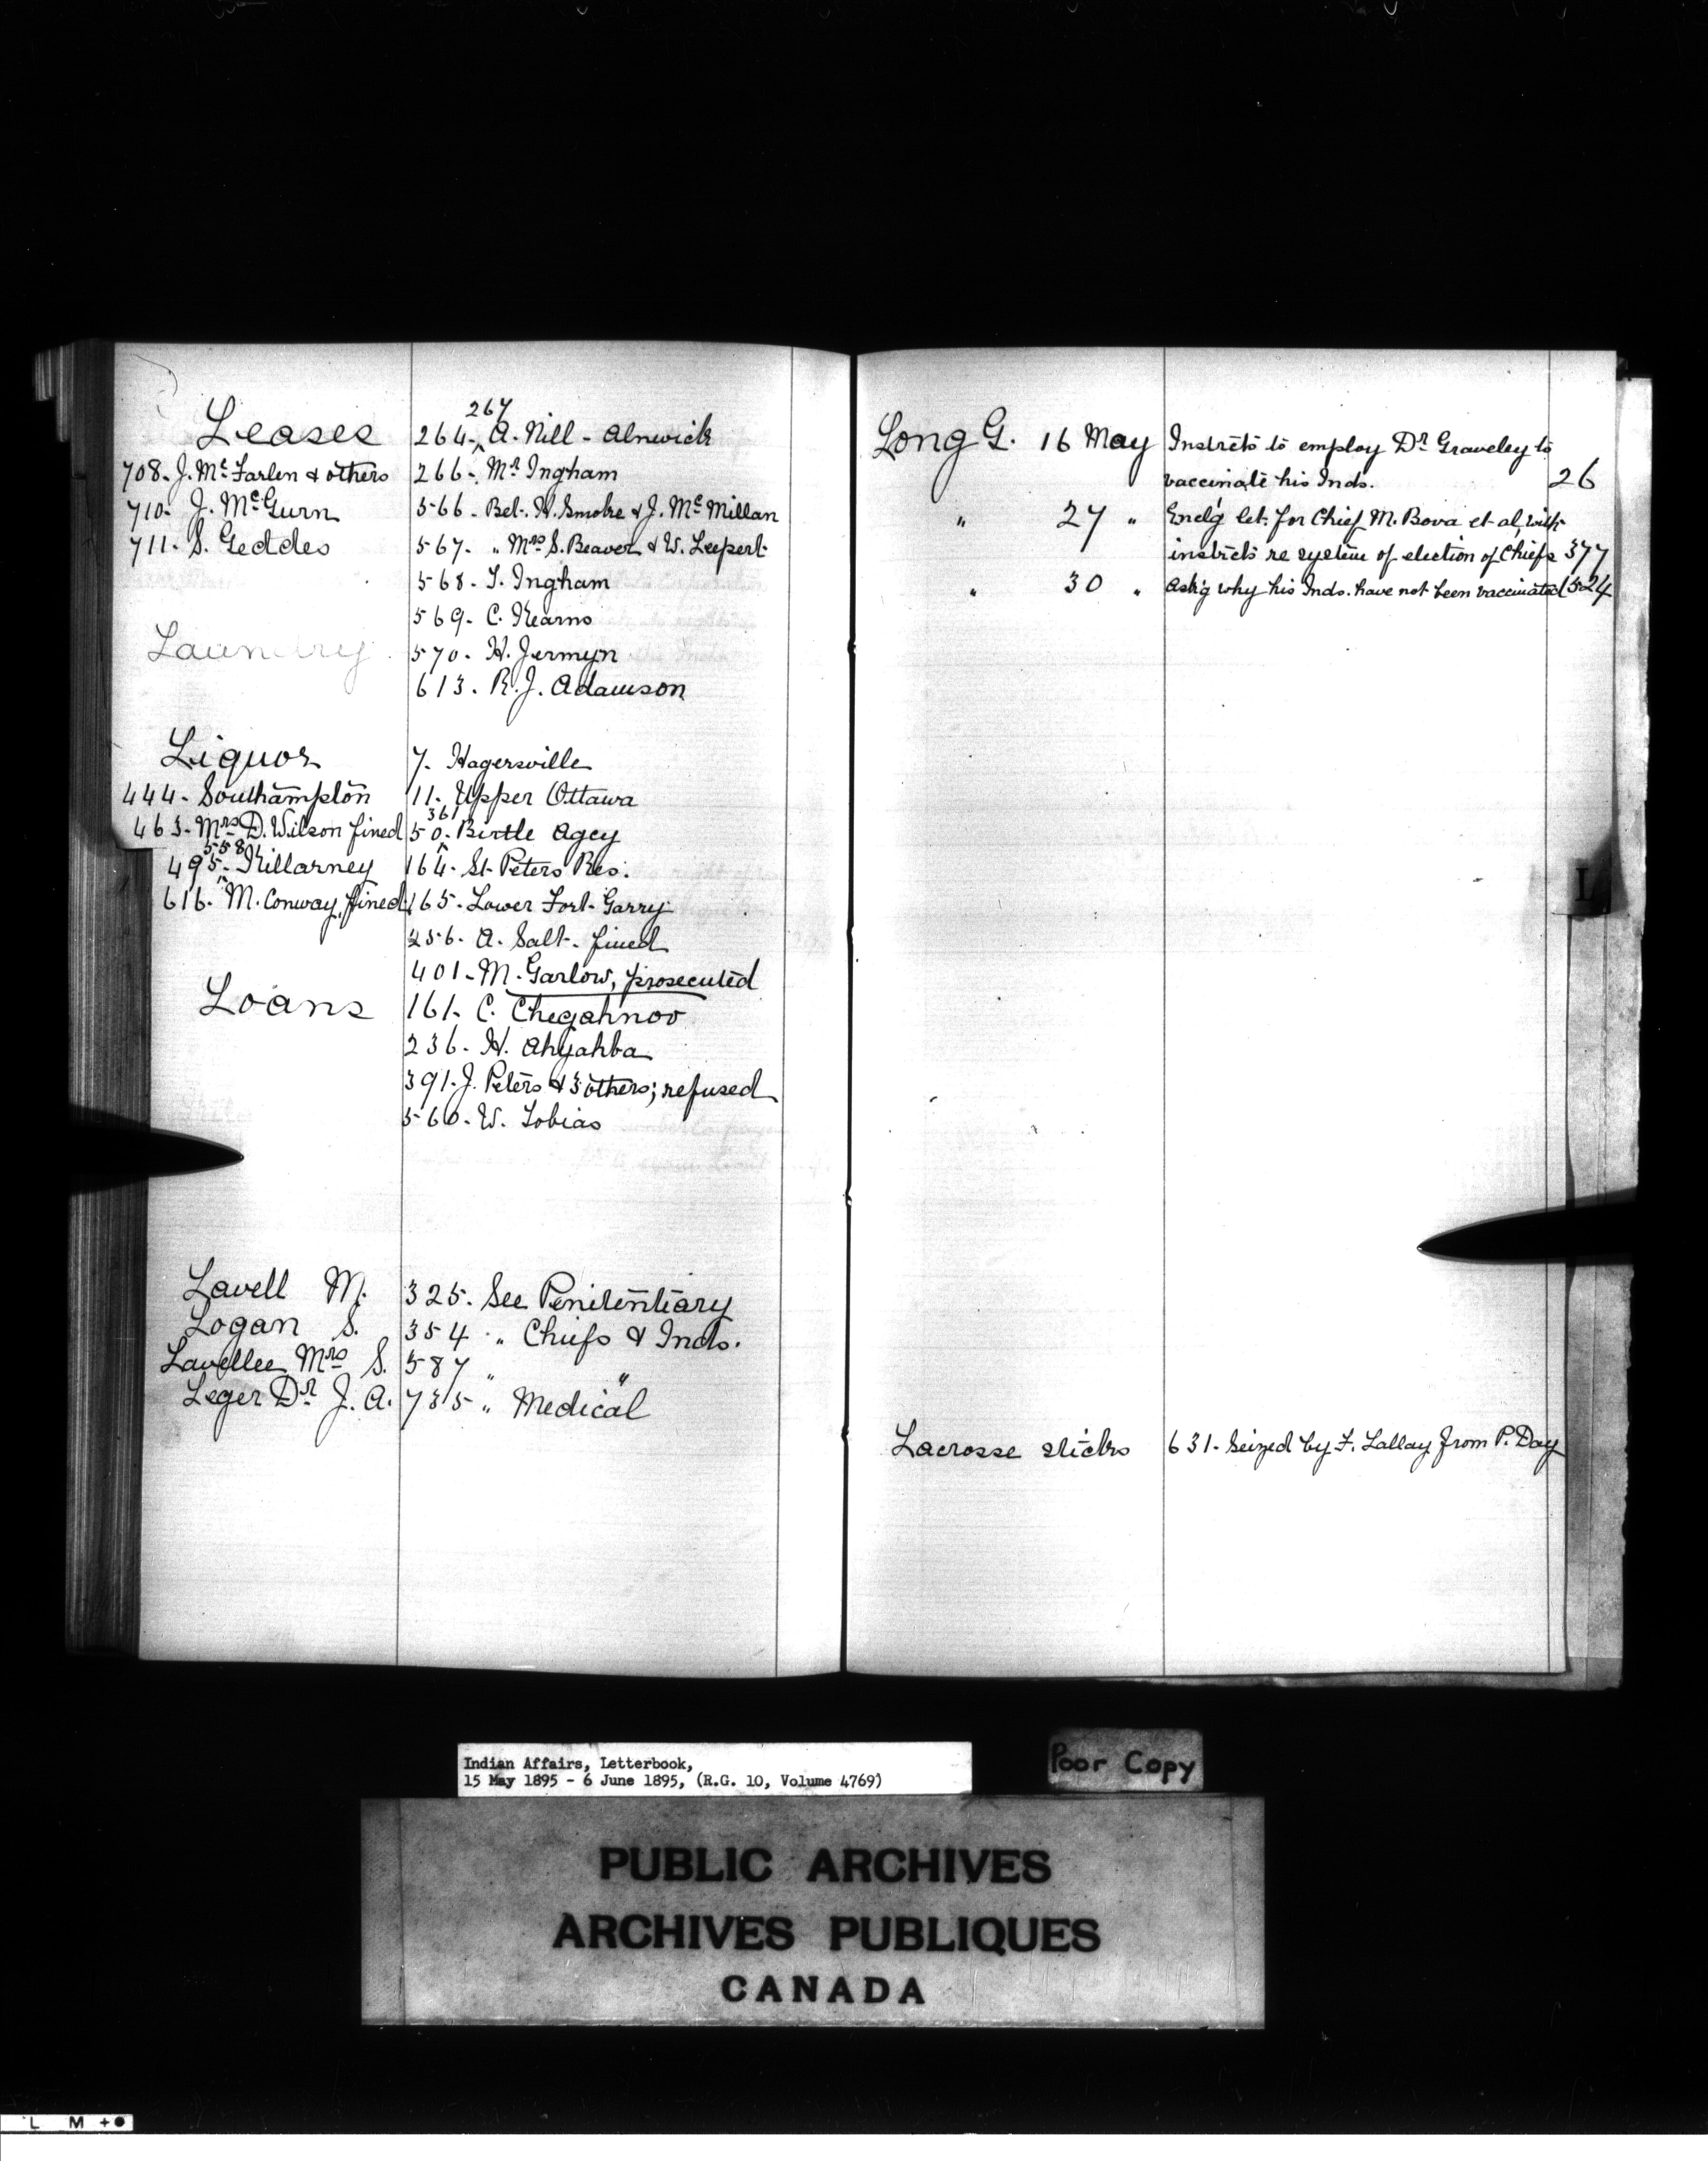 Leases
708. J. McFarlen & others
710. J. McGurn
711. S. Geddes
Laundry
Liquor
444. Southampton
463. Mrs D. Wilson fined
558
495. Killarney
616. M. Conway, fined
Loans
Lavell M.
Logan S.
Lavellee Mrs S.
Leger Dr J. A.
267
264. A. Nill - Alnwick
266. Mr Ingham
566. Bet. H. Smoke & J. McMillan
567. " Mrs S. Beaver & W. Leepert
568. T. Ingham
569. C. Kearns
570. H. Jermyn
613. R. J. Adamson
7. Hagersville
11. Upper Ottawa
361
50. Birtle Agcy
164. St Peters Res.
165. Lower Fort Garry
256. A. Salt. fined
401. M. Garlow, prosecuted
161. C. Chegahnoo
236. H. Ahyahba
391. J. Peters & 3 others; refused
560. W. Tobias
325. See Penitentiary
354 " Chiefs & Inds.
587 " "
735 " Medical
Long G. 16 May Instrcts to employ Dr Graveley to
vaccinate his Inds. 26
" 27 " Encl'g let. for Chief M. Bova et al, with
instrcts re system of election of Chiefs 377
" 30 " Ask'g why his Inds. have not been vaccinated 524
L
Lacrosse sticks 631. Seized by F. Lallay from P. Day
Indian Affairs, Letterbook,
15 May 1895 - 6 June 1895, (R.G. 10, Volume 4769)
Poor Copy
PUBLIC ARCHIVES
ARCHIVES PUBLIQUES
CANADA
L M +